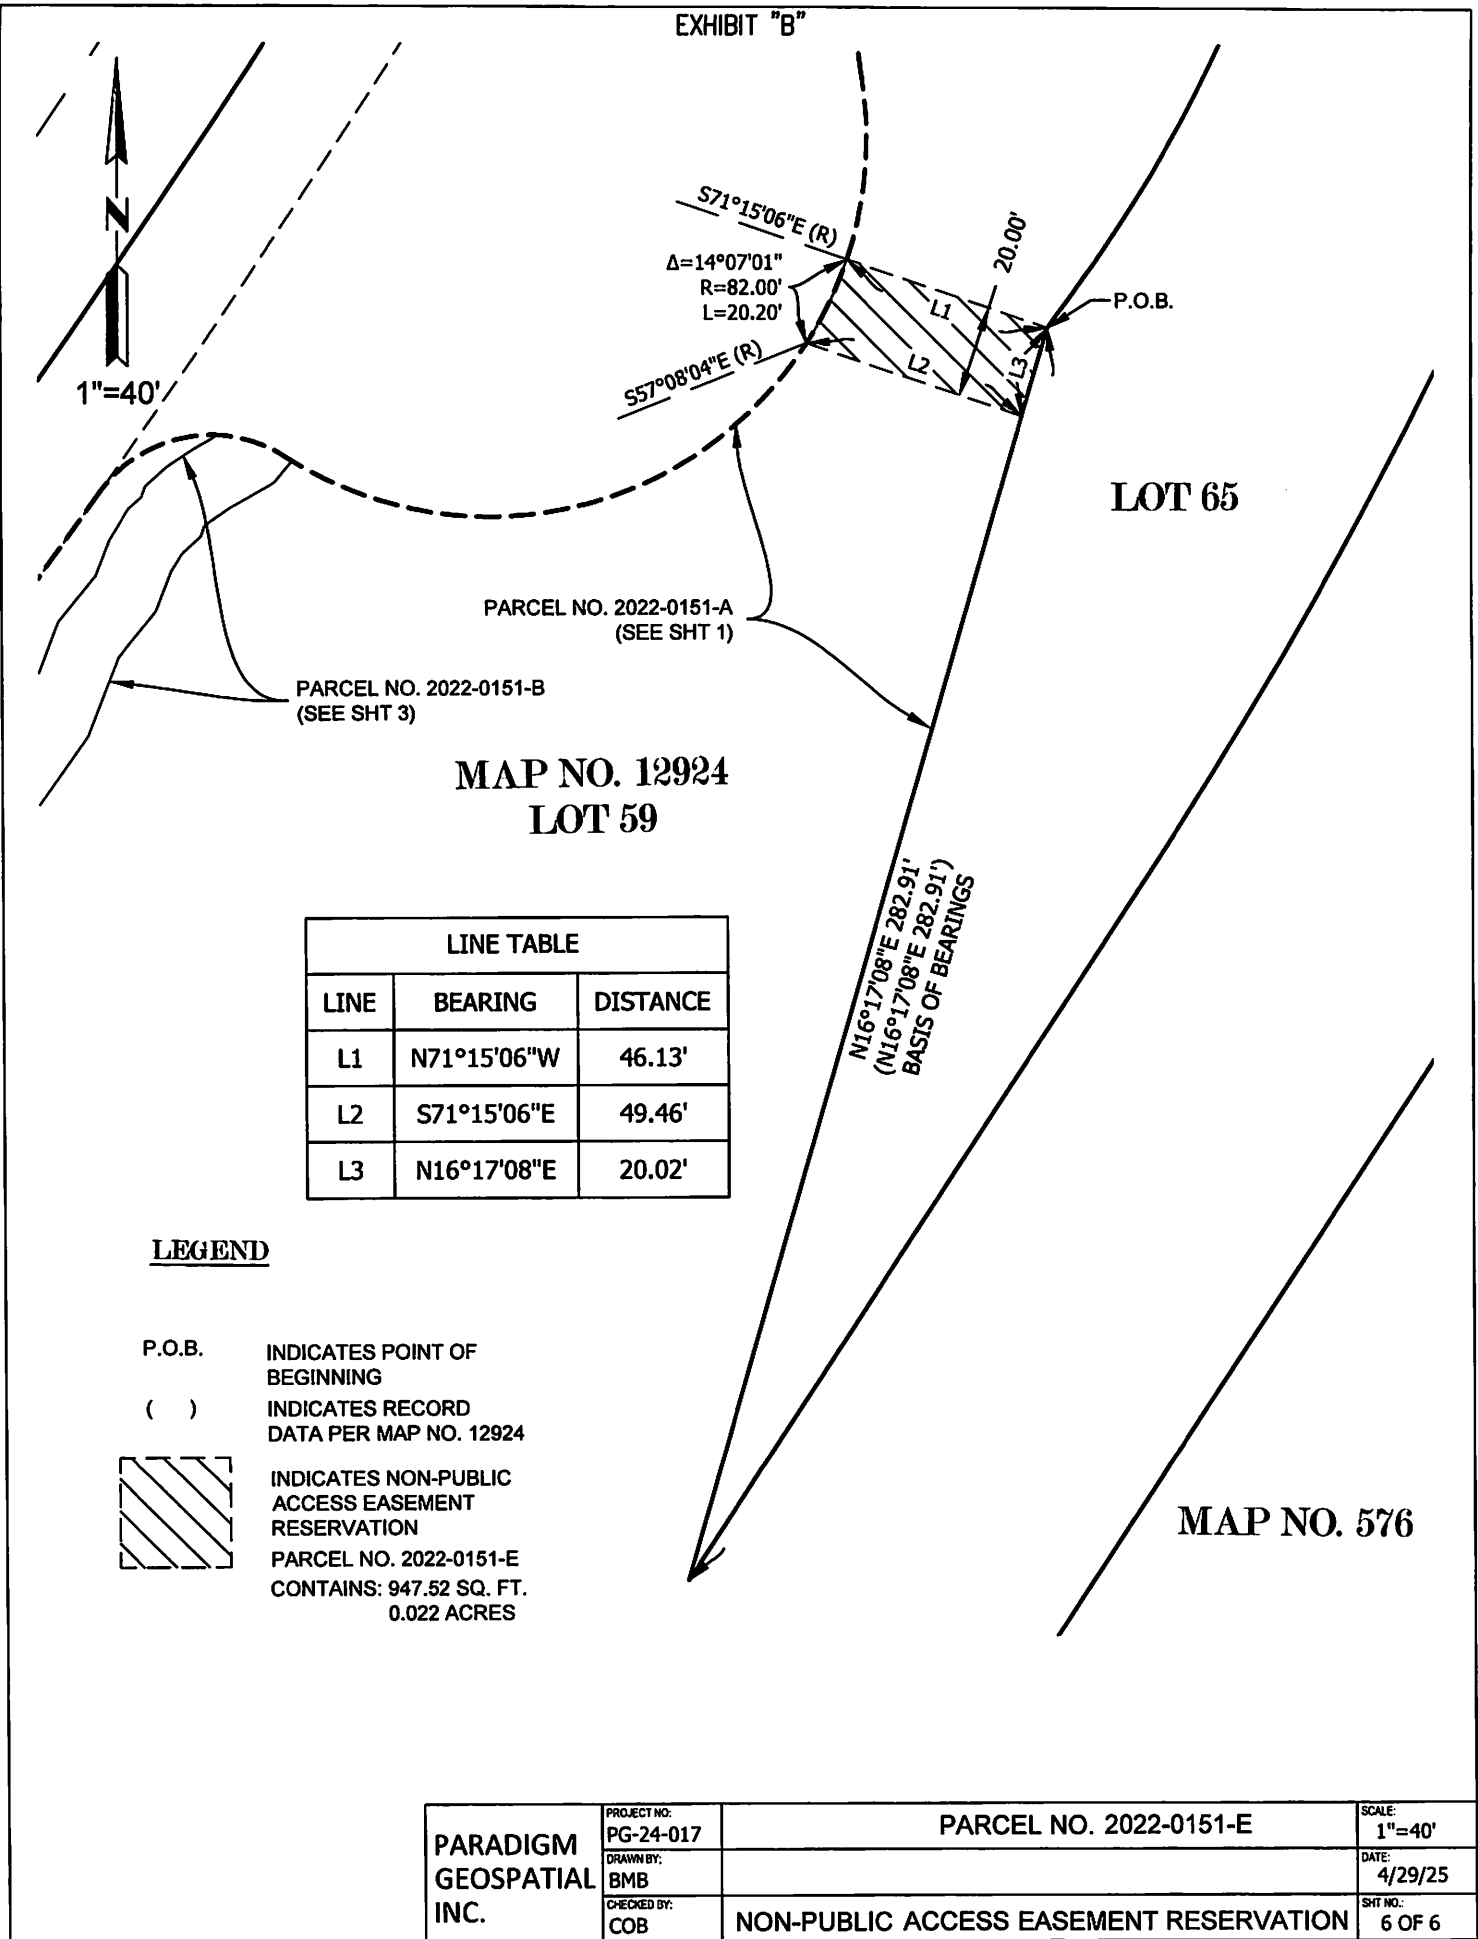 EXHIBIT "B"
N
1"=40'
S71°15'06"E (R)
Δ=14°07'01"
R=82.00'
L=20.20'
S57°08'04"E (R)
20.00'
P.O.B.
L1
L2
L3
LOT 65
PARCEL NO. 2022-0151-A
(SEE SHT 1)
PARCEL NO. 2022-0151-B
(SEE SHT 3)
MAP NO. 12924
LOT 59
N16°17'08"E 282.91'
(N16°17'08"E 282.91')
BASIS OF BEARINGS
LINE TABLE
LINE BEARING DISTANCE
L1 N71°15'06"W 46.13'
L2 S71°15'06"E 49.46'
L3 N16°17'08"E 20.02'
LEGEND
P.O.B. INDICATES POINT OF
BEGINNING
( ) INDICATES RECORD
DATA PER MAP NO. 12924
INDICATES NON-PUBLIC
ACCESS EASEMENT
RESERVATION
PARCEL NO. 2022-0151-E
CONTAINS: 947.52 SQ. FT.
0.022 ACRES
MAP NO. 576
PARADIGM
GEOSPATIAL
INC.
PROJECT NO:
PG-24-017
DRAWN BY:
BMB
CHECKED BY:
COB
PARCEL NO. 2022-0151-E
NON-PUBLIC ACCESS EASEMENT RESERVATION
SCALE:
1"=40'
DATE:
4/29/25
SHT NO.:
6 OF 6